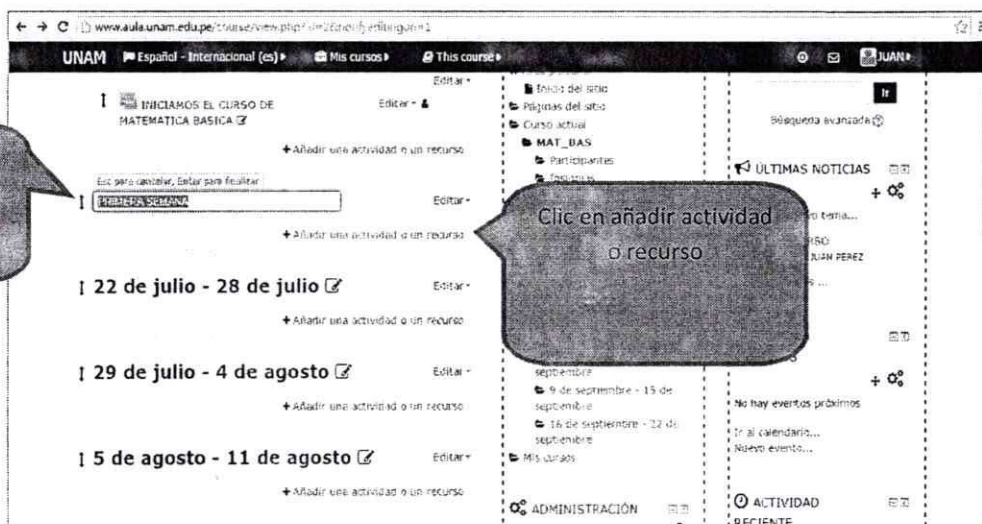 www.aula.unam.edu.pe/course/view.php?
UNAM Español - Internacional (es) Mis cursos This course JUAN
Editar
INICIAMOS EL CURSO DE
MATEMATICA BASICA
Editar
+ Añadir una actividad o un recurso
Esc para cancelar, Enter para finalizar
PRIMERA SEMANA
Editar
+ Añadir una actividad o un recurso
22 de julio - 28 de julio
Editar
+ Añadir una actividad o un recurso
29 de julio - 4 de agosto
Editar
+ Añadir una actividad o un recurso
5 de agosto - 11 de agosto
Editar
+ Añadir una actividad o un recurso
Inicio del sitio
Páginas del sitio
Curso actual
MAT_BAS
Participantes
Insignias
Clic en añadir actividad
o recurso
septiembre
9 de septiembre - 15 de
septiembre
16 de septiembre - 22 de
septiembre
Mis cursos
ADMINISTRACIÓN
Ir
Búsqueda avanzada
ÚLTIMAS NOTICIAS
tema...
JUAN PEREZ
No hay eventos próximos
Ir al calendario...
Nuevo evento...
ACTIVIDAD
RECIENTE